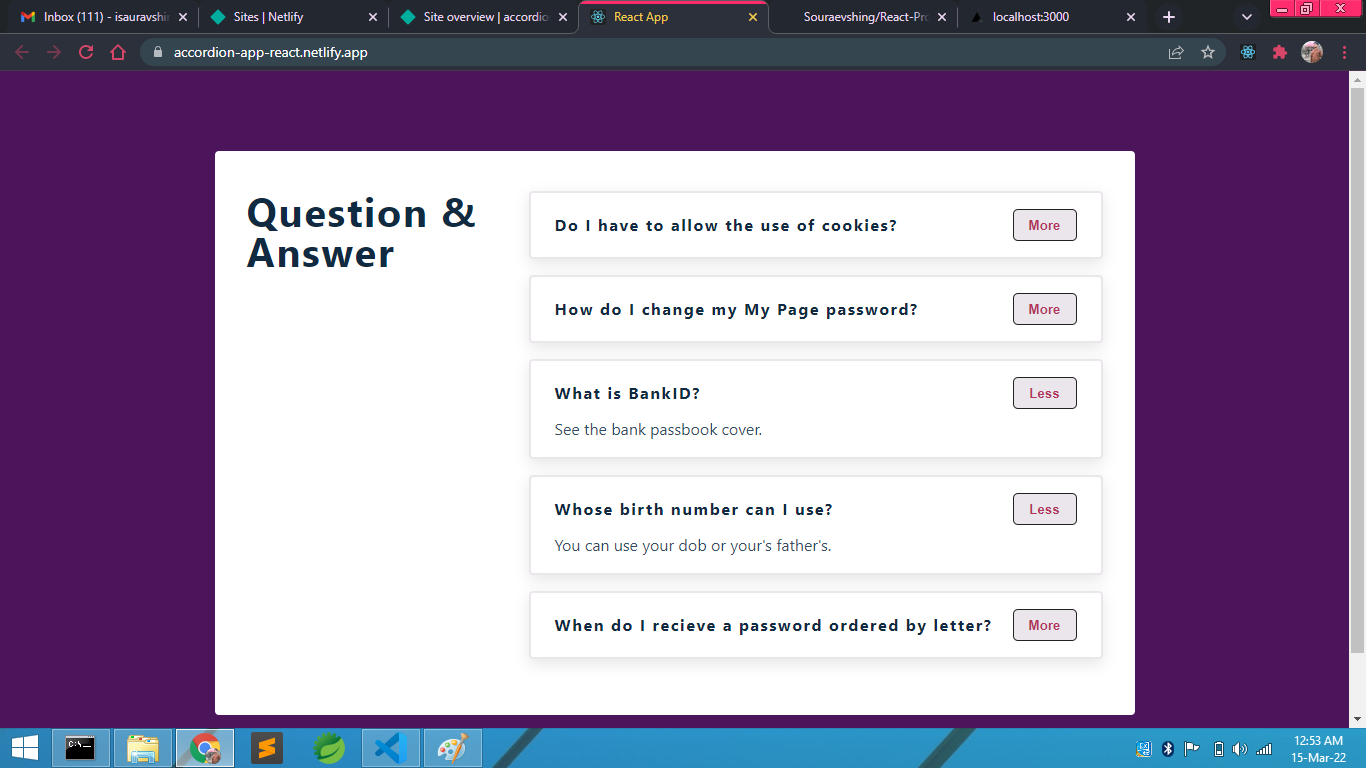 Inbox (111) - isauravshin
Sites | Netlify
Site overview | accordio
React App
Souraevshing/React-Pro
localhost:3000
accordion-app-react.netlify.app
Question &
Answer
Do I have to allow the use of cookies?
More
How do I change my My Page password?
More
What is BankID?
Less
See the bank passbook cover.
Whose birth number can I use?
Less
You can use your dob or your's father's.
When do I recieve a password ordered by letter?
More
12:53 AM
15-Mar-22